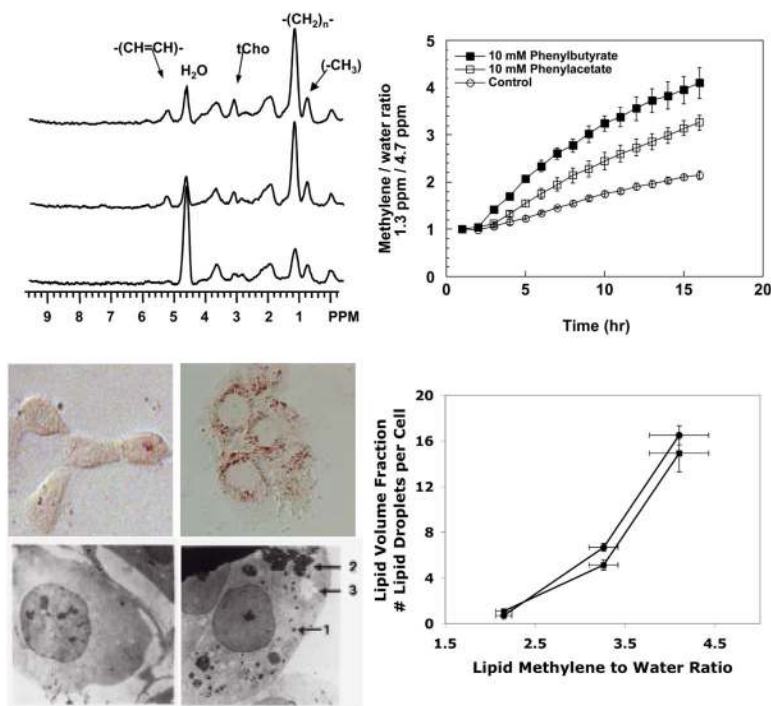 -(CH=CH)-
H₂O
tCho
-(CH₂)ₙ-
(-CH₃)
9 8 7 6 5 4 3 2 1 PPM
5
4
3
2
1
0
Methylene / water ratio
1.3 ppm / 4.7 ppm
10 mM Phenylbutyrate
10 mM Phenylacetate
Control
0 5 10 15 20
Time (hr)
2
3
1
20
16
12
8
4
0
Lipid Volume Fraction
# Lipid Droplets per Cell
1.5 2.5 3.5 4.5
Lipid Methylene to Water Ratio